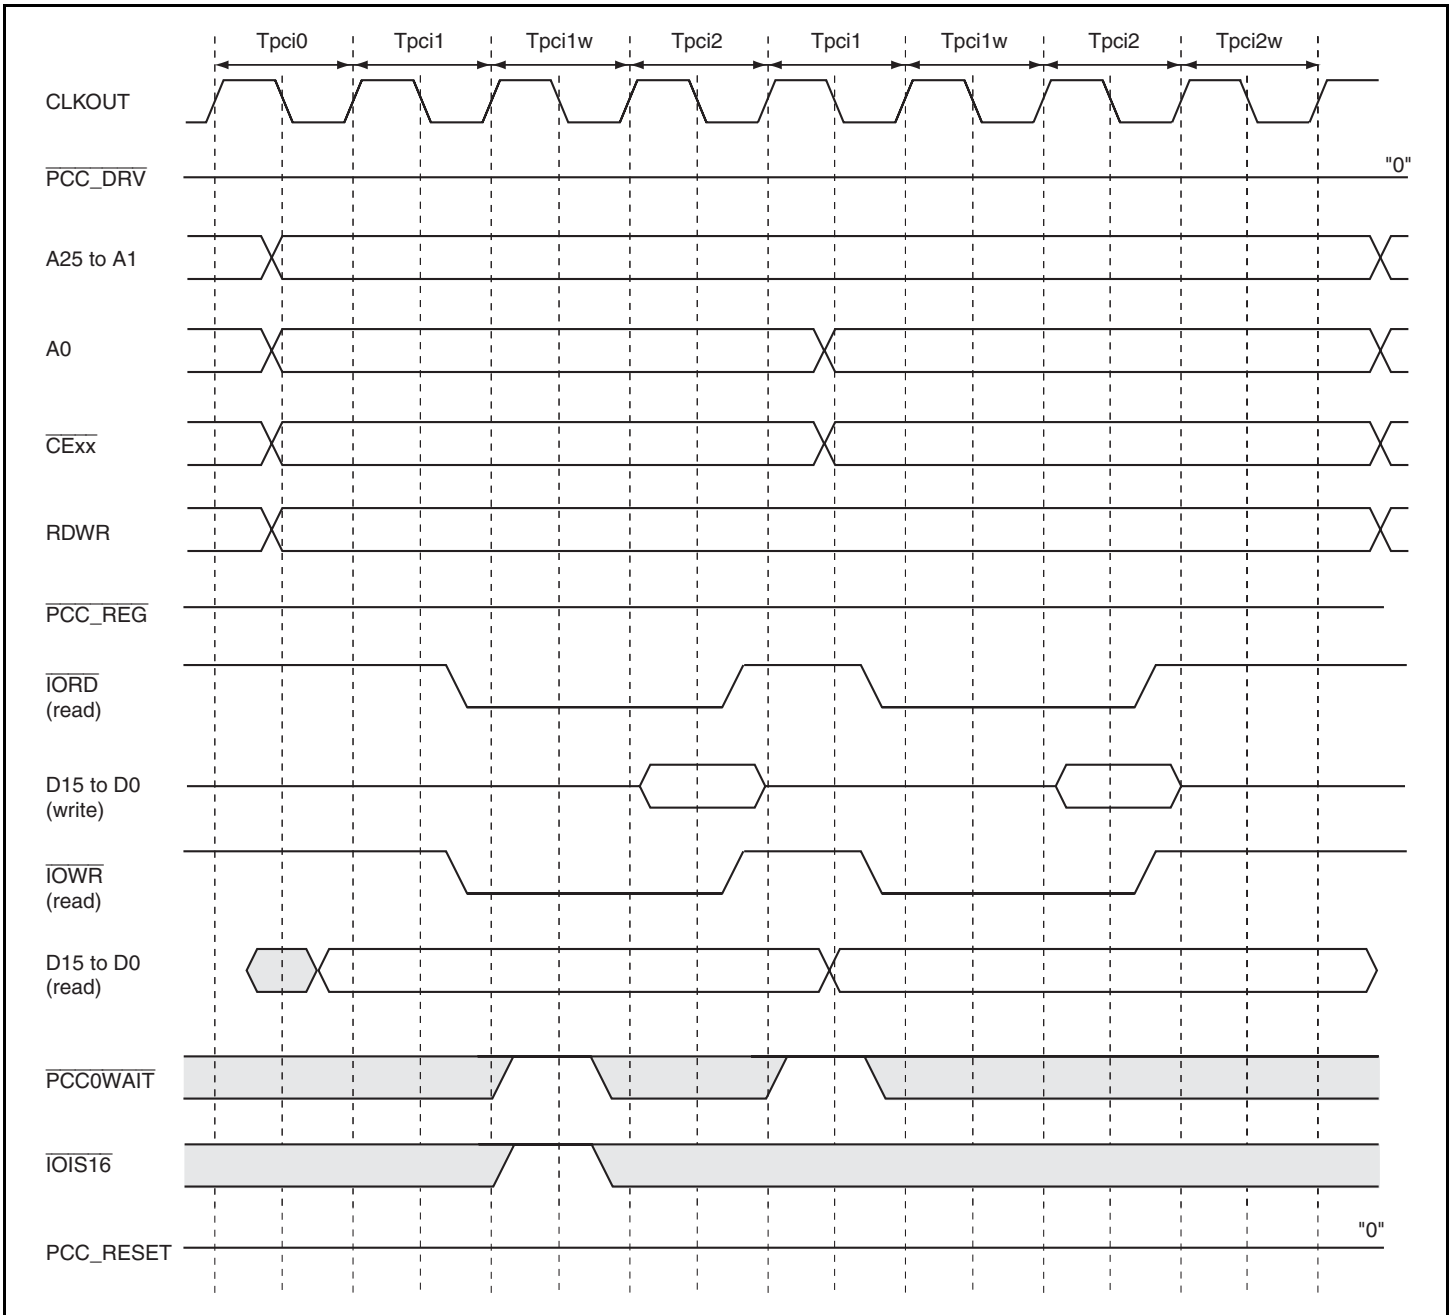 Tpci0 Tpci1 Tpci1w Tpci2 Tpci1 Tpci1w Tpci2 Tpci2w
CLKOUT
PCC_DRV "0"
A25 to A1
A0
CExx
RDWR
PCC_REG
IORD
(read)
D15 to D0
(write)
IOWR
(read)
D15 to D0
(read)
PCC0WAIT
IOIS16
PCC_RESET "0"